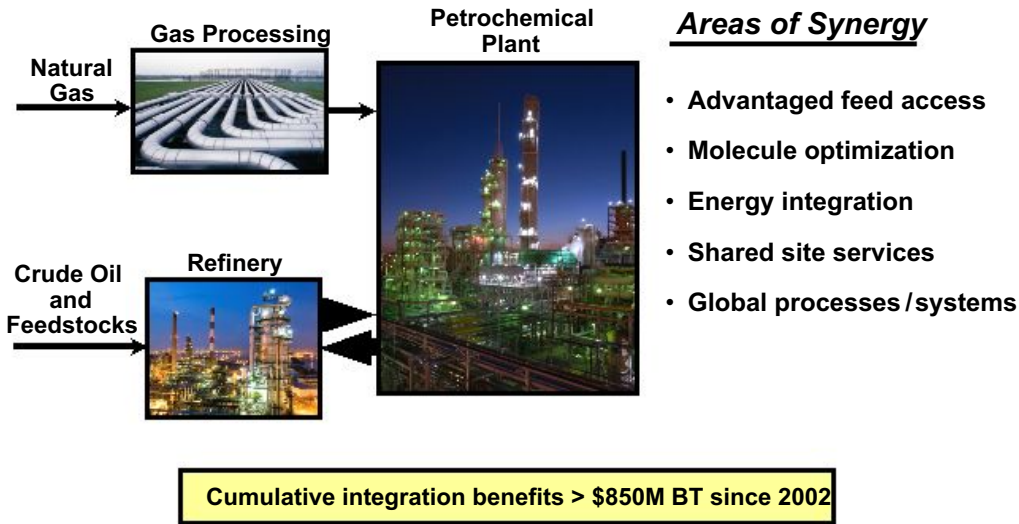 Gas Processing
Petrochemical
Plant
Areas of Synergy
Natural
Gas
• Advantaged feed access
• Molecule optimization
• Energy integration
• Shared site services
• Global processes / systems
Refinery
Crude Oil
and
Feedstocks
Cumulative integration benefits > $850M BT since 2002